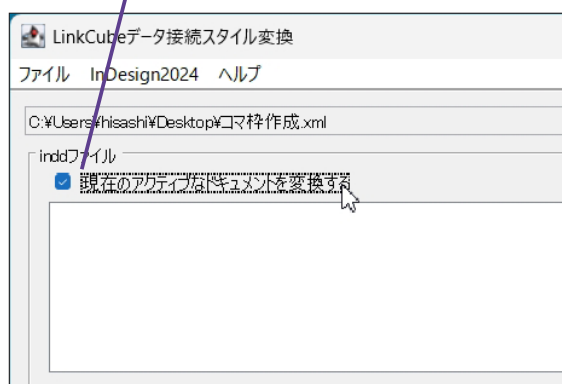 LinkCubeデータ接続スタイル変換
ファイル InDesign2024 ヘルプ
C:¥Users¥hisashi¥Desktop¥コマ枠作成.xml
inddファイル
現在のアクティブなドキュメントを変換する